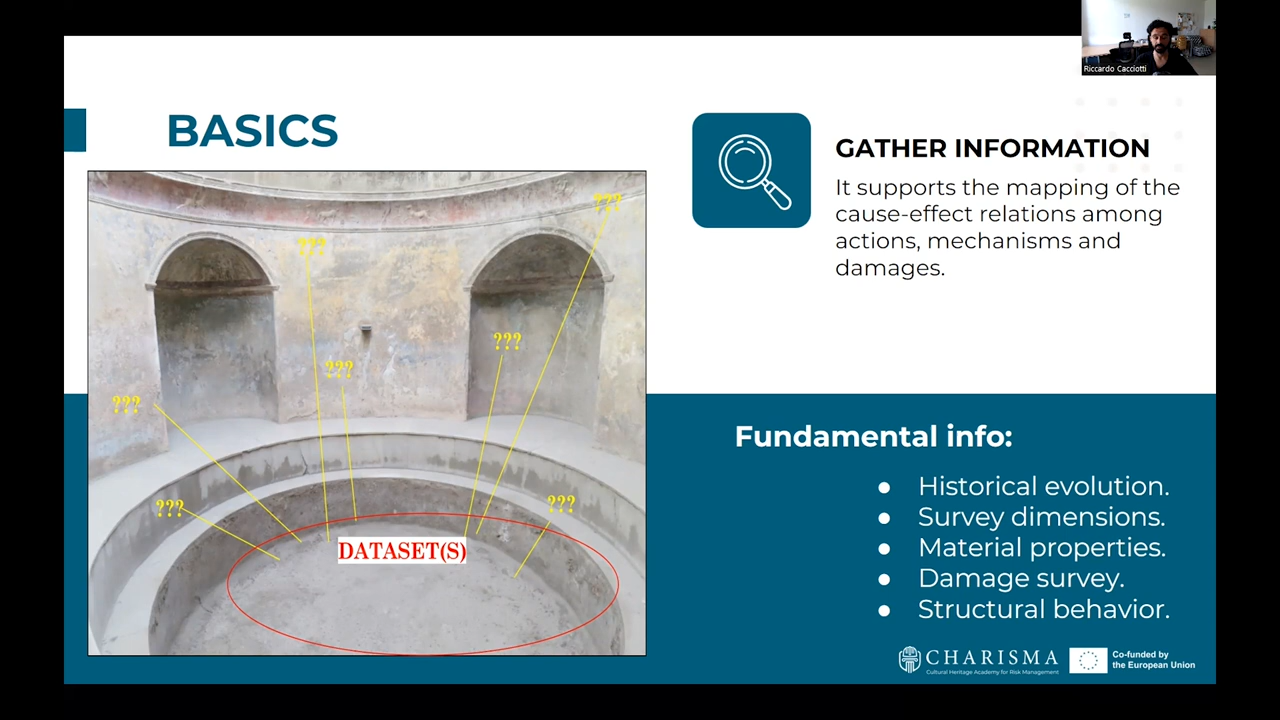 Riccardo Cacciotti
BASICS
GATHER INFORMATION
It supports the mapping of the
cause-effect relations among
actions, mechanisms and
damages.
???
???
???
???
???
???
???
DATASET(S)
Fundamental info:
● Historical evolution.
● Survey dimensions.
● Material properties.
● Damage survey.
● Structural behavior.
CHARISMA
Cultural Heritage Academy for Risk Management
Co-funded by
the European Union